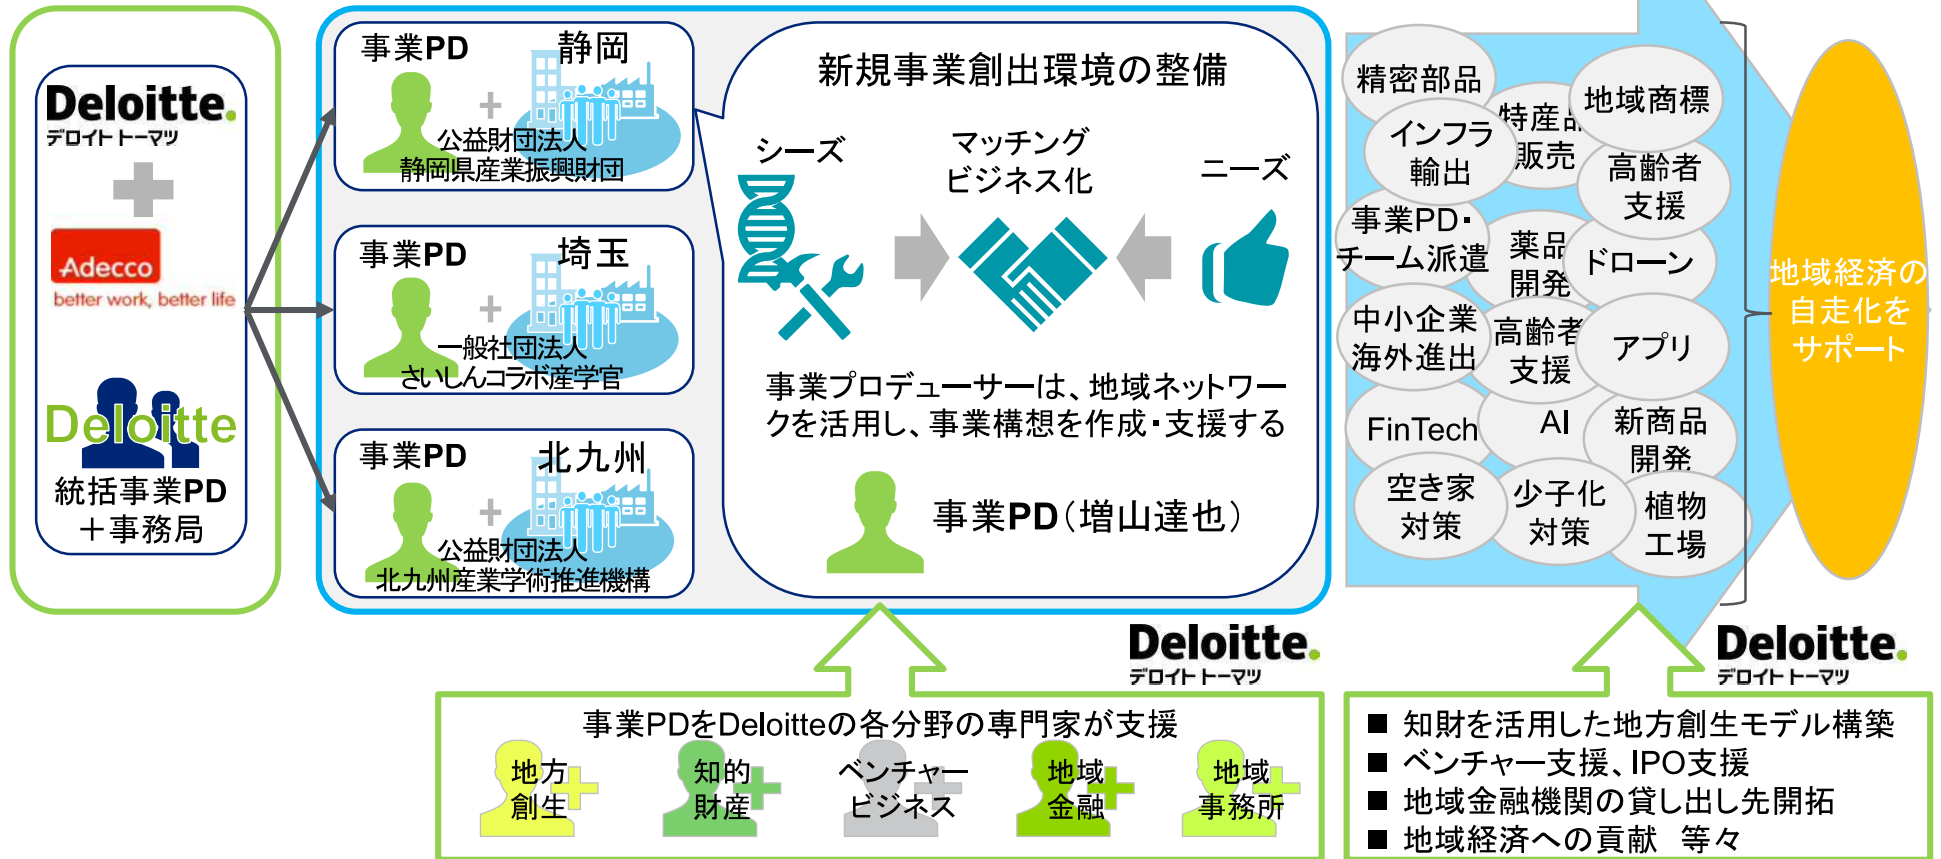 Deloitte.
デロイト トーマツ
Adecco
better work, better life
Deloitte
統括事業PD
＋事務局
事業PD
静岡
公益財団法人
静岡県産業振興財団
事業PD
埼玉
一般社団法人
さいしんコラボ産学官
事業PD
北九州
公益財団法人
北九州産業学術推進機構
新規事業創出環境の整備
シーズ
マッチング
ビジネス化
ニーズ
事業プロデューサーは、地域ネットワー
クを活用し、事業構想を作成・支援する
事業PD（増山達也）
精密部品
インフラ
輸出
特産品
販売
地域商標
高齢者
支援
事業PD・
チーム派遣
薬品
開発
ドローン
中小企業
海外進出
高齢者
支援
アプリ
FinTech
AI
新商品
開発
空き家
対策
少子化
対策
植物
工場
地域経済の
自走化を
サポート
Deloitte.
デロイト トーマツ
事業PDをDeloitteの各分野の専門家が支援
地方
創生
知的
財産
ベンチャー
ビジネス
地域
金融
地域
事務所
Deloitte.
デロイト トーマツ
■ 知財を活用した地方創生モデル構築
■ ベンチャー支援、IPO支援
■ 地域金融機関の貸し出し先開拓
■ 地域経済への貢献　等々